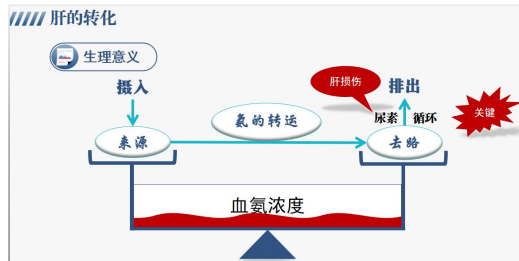 肝的转化
生理意义
摄入
肝损伤
排出
尿素 循环
关键
来源
氨的转运
去路
血氨浓度